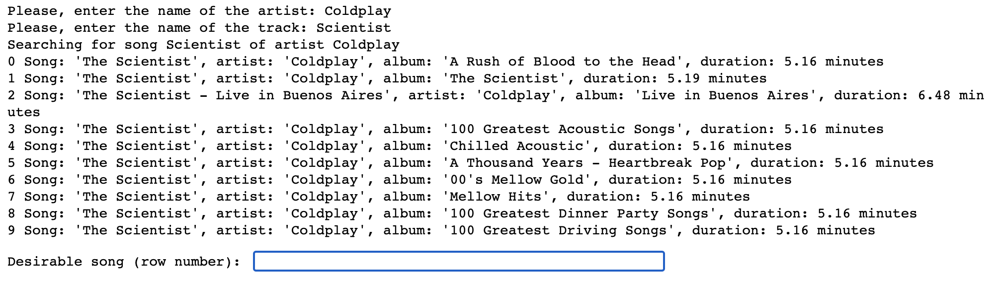 Please, enter the name of the artist: Coldplay
Please, enter the name of the track: Scientist
Searching for song Scientist of artist Coldplay
0 Song: 'The Scientist', artist: 'Coldplay', album: 'A Rush of Blood to the Head', duration: 5.16 minutes
1 Song: 'The Scientist', artist: 'Coldplay', album: 'The Scientist', duration: 5.19 minutes
2 Song: 'The Scientist - Live in Buenos Aires', artist: 'Coldplay', album: 'Live in Buenos Aires', duration: 6.48 min
utes
3 Song: 'The Scientist', artist: 'Coldplay', album: '100 Greatest Acoustic Songs', duration: 5.16 minutes
4 Song: 'The Scientist', artist: 'Coldplay', album: 'Chilled Acoustic', duration: 5.16 minutes
5 Song: 'The Scientist', artist: 'Coldplay', album: 'A Thousand Years - Heartbreak Pop', duration: 5.16 minutes
6 Song: 'The Scientist', artist: 'Coldplay', album: '00's Mellow Gold', duration: 5.16 minutes
7 Song: 'The Scientist', artist: 'Coldplay', album: 'Mellow Hits', duration: 5.16 minutes
8 Song: 'The Scientist', artist: 'Coldplay', album: '100 Greatest Dinner Party Songs', duration: 5.16 minutes
9 Song: 'The Scientist', artist: 'Coldplay', album: '100 Greatest Driving Songs', duration: 5.16 minutes
Desirable song (row number):